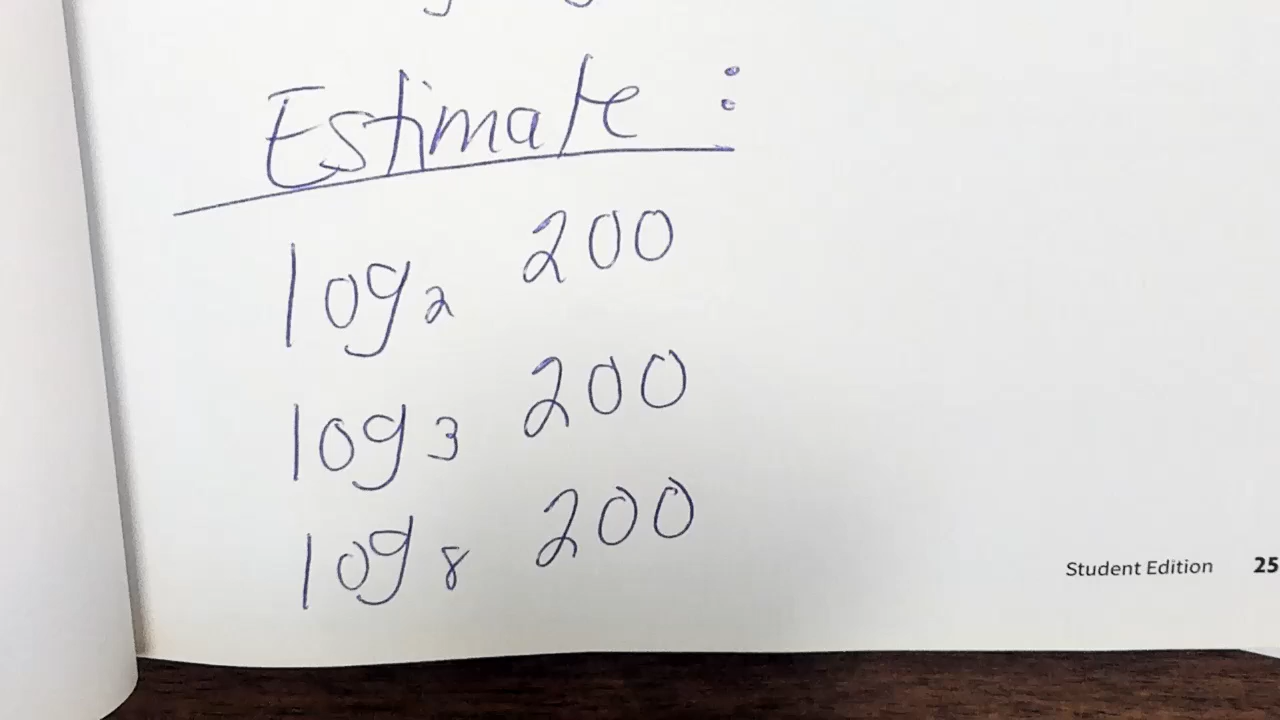 Estimate :
log₂ 200
log₃ 200
log₈ 200
Student Edition 25